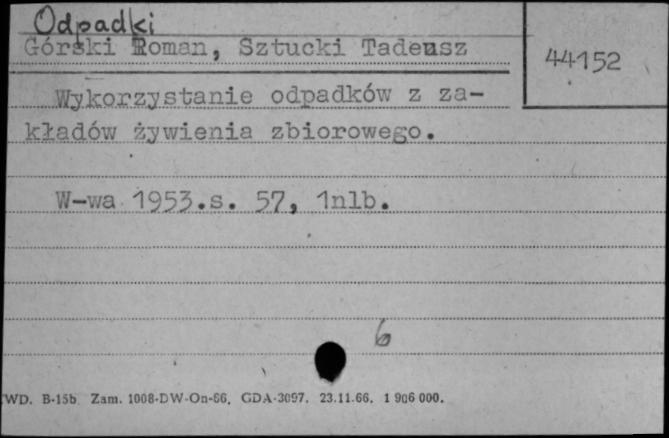 Odpadki
Górski Roman, Sztucki Tadeusz
44152
Wykorzystanie odpadków z za-
kładów żywienia zbiorowego.
W-wa 1953.s. 57, 1nlb.
6
WD. B-15b Zam. 1008-DW-On-66. GDA-3097. 23.11.66. 1 906 000.